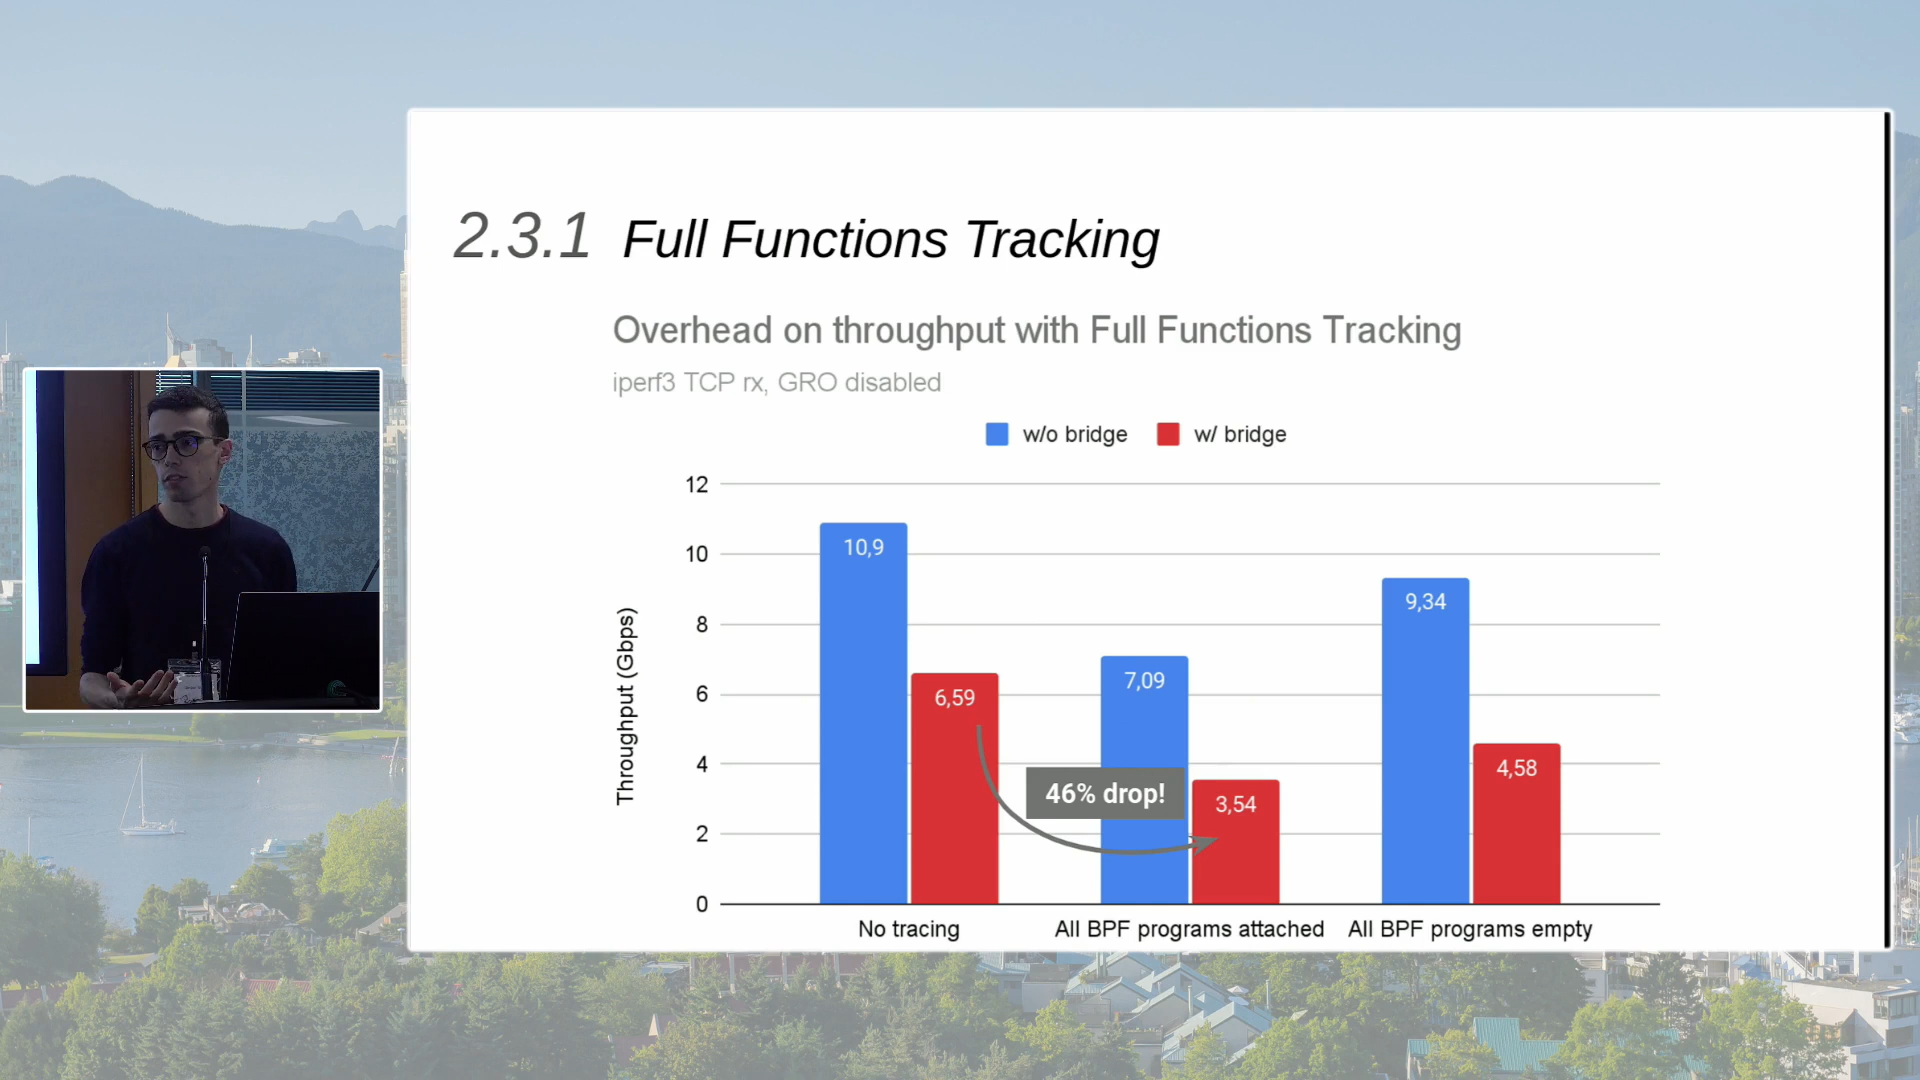 2.3.1 Full Functions Tracking
Overhead on throughput with Full Functions Tracking
iperf3 TCP rx, GRO disabled
w/o bridge w/ bridge
Throughput (Gbps)
12
10
8
6
4
2
0
10,9
6,59
7,09
3,54
9,34
4,58
46% drop!
No tracing All BPF programs attached All BPF programs empty